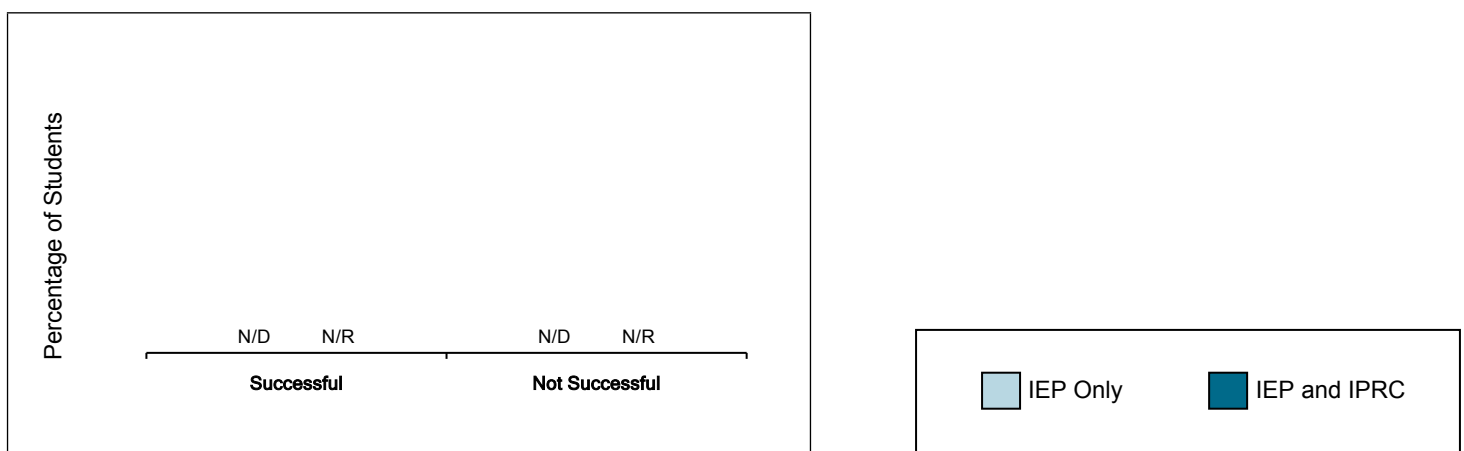 Percentage of Students
N/D N/R N/D N/R
Successful Not Successful
IEP Only IEP and IPRC